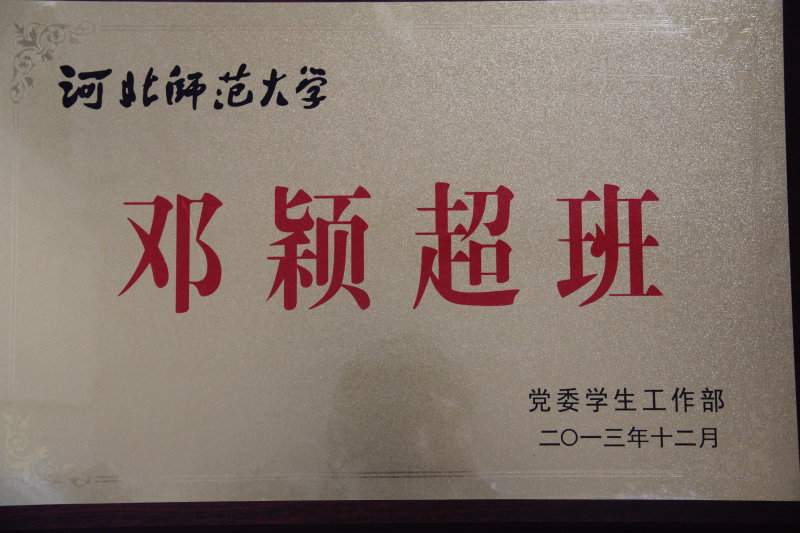 河北师范大学
邓颖超班
党委学生工作部
二〇一三年十二月